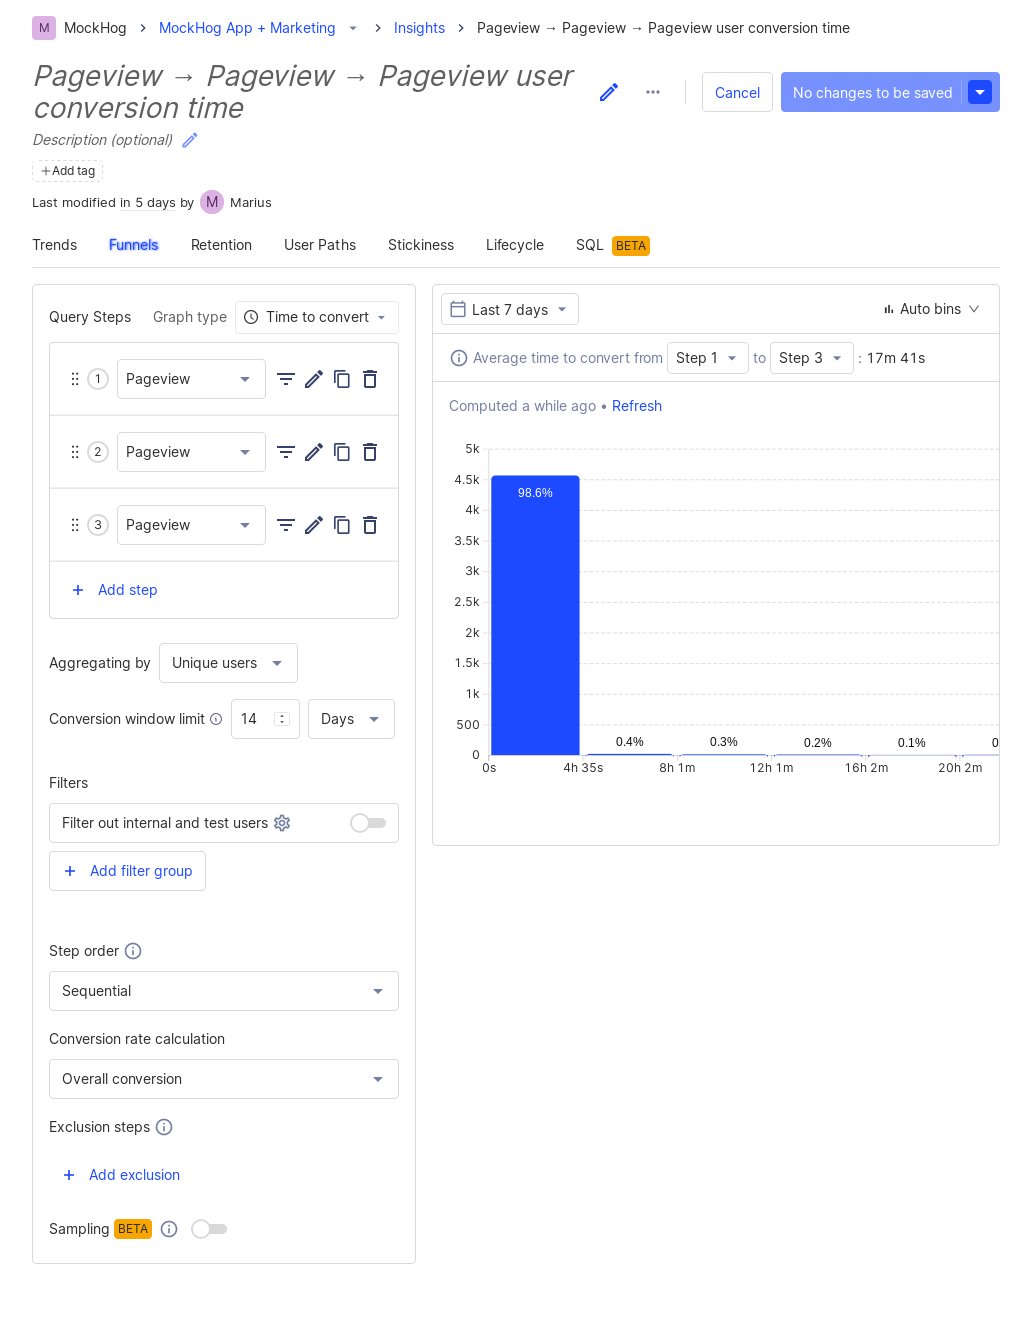 M MockHog > MockHog App + Marketing > Insights > Pageview → Pageview → Pageview user conversion time
Pageview → Pageview → Pageview user
conversion time
Cancel
No changes to be saved
Description (optional)
Add tag
Last modified in 5 days by M Marius
Trends Funnels Retention User Paths Stickiness Lifecycle SQL BETA
Query Steps Graph type Time to convert
1 Pageview
2 Pageview
3 Pageview
+ Add step
Aggregating by Unique users
Conversion window limit 14 Days
Filters
Filter out internal and test users
+ Add filter group
Step order
Sequential
Conversion rate calculation
Overall conversion
Exclusion steps
+ Add exclusion
Sampling BETA
Last 7 days Auto bins
Average time to convert from Step 1 to Step 3 : 17m 41s
Computed a while ago • Refresh
5k
4.5k
98.6%
4k
3.5k
3k
2.5k
2k
1.5k
1k
500
0.4% 0.3% 0.2% 0.1% 0
0
0s 4h 35s 8h 1m 12h 1m 16h 2m 20h 2m